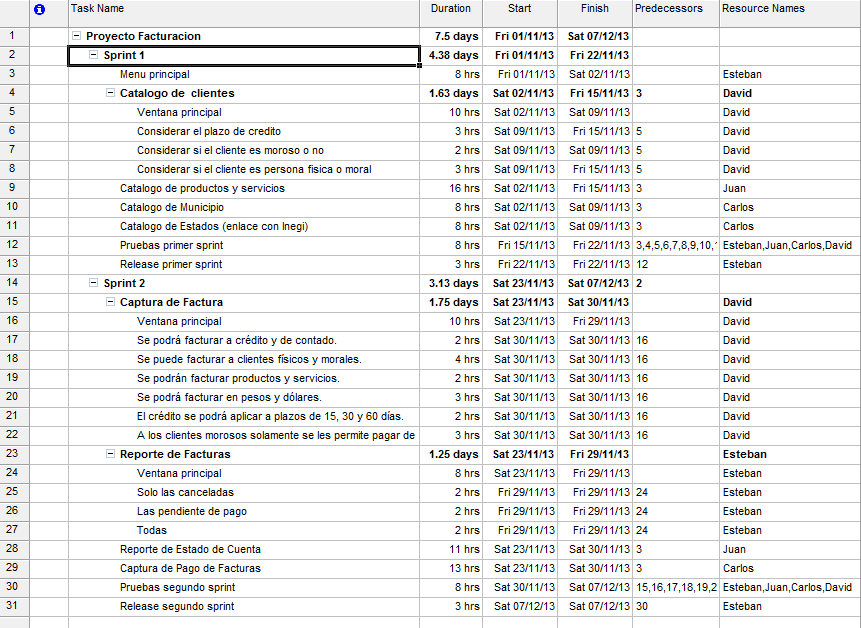 Task Name Duration Start Finish Predecessors Resource Names
1 Proyecto Facturacion 7.5 days Fri 01/11/13 Sat 07/12/13
2 Sprint 1 4.38 days Fri 01/11/13 Fri 22/11/13
3 Menu principal 8 hrs Fri 01/11/13 Sat 02/11/13 Esteban
4 Catalogo de clientes 1.63 days Sat 02/11/13 Fri 15/11/13 3 David
5 Ventana principal 10 hrs Sat 02/11/13 Sat 09/11/13 David
6 Considerar el plazo de credito 3 hrs Sat 09/11/13 Fri 15/11/13 5 David
7 Considerar si el cliente es moroso o no 2 hrs Sat 09/11/13 Sat 09/11/13 5 David
8 Considerar si el cliente es persona fisica o moral 3 hrs Sat 09/11/13 Fri 15/11/13 5 David
9 Catalogo de productos y servicios 16 hrs Sat 02/11/13 Fri 15/11/13 3 Juan
10 Catalogo de Municipio 8 hrs Sat 02/11/13 Sat 09/11/13 3 Carlos
11 Catalogo de Estados (enlace con Inegi) 8 hrs Sat 02/11/13 Sat 09/11/13 3 Carlos
12 Pruebas primer sprint 8 hrs Fri 15/11/13 Fri 22/11/13 3,4,5,6,7,8,9,10,1 Esteban,Juan,Carlos,David
13 Release primer sprint 3 hrs Fri 22/11/13 Fri 22/11/13 12 Esteban
14 Sprint 2 3.13 days Sat 23/11/13 Sat 07/12/13 2
15 Captura de Factura 1.75 days Sat 23/11/13 Sat 30/11/13 David
16 Ventana principal 10 hrs Sat 23/11/13 Fri 29/11/13 David
17 Se podrá facturar a crédito y de contado. 2 hrs Sat 30/11/13 Sat 30/11/13 16 David
18 Se puede facturar a clientes físicos y morales. 4 hrs Sat 30/11/13 Sat 30/11/13 16 David
19 Se podrán facturar productos y servicios. 2 hrs Sat 30/11/13 Sat 30/11/13 16 David
20 Se podrá facturar en pesos y dólares. 3 hrs Sat 30/11/13 Sat 30/11/13 16 David
21 El crédito se podrá aplicar a plazos de 15, 30 y 60 días. 2 hrs Sat 30/11/13 Sat 30/11/13 16 David
22 A los clientes morosos solamente se les permite pagar de 3 hrs Sat 30/11/13 Sat 30/11/13 16 David
23 Reporte de Facturas 1.25 days Sat 23/11/13 Fri 29/11/13 Esteban
24 Ventana principal 8 hrs Sat 23/11/13 Fri 29/11/13 Esteban
25 Solo las canceladas 2 hrs Fri 29/11/13 Fri 29/11/13 24 Esteban
26 Las pendiente de pago 2 hrs Fri 29/11/13 Fri 29/11/13 24 Esteban
27 Todas 2 hrs Fri 29/11/13 Fri 29/11/13 24 Esteban
28 Reporte de Estado de Cuenta 11 hrs Sat 23/11/13 Sat 30/11/13 3 Juan
29 Captura de Pago de Facturas 13 hrs Sat 23/11/13 Sat 30/11/13 3 Carlos
30 Pruebas segundo sprint 8 hrs Sat 30/11/13 Sat 07/12/13 15,16,17,18,19,2 Esteban,Juan,Carlos,David
31 Release segundo sprint 3 hrs Sat 07/12/13 Sat 07/12/13 30 Esteban